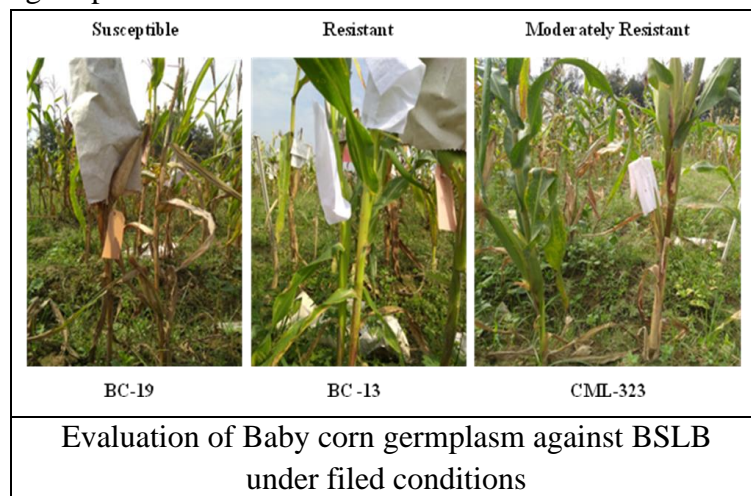 Susceptible Resistant Moderately Resistant
BC-19 BC -13 CML-323
Evaluation of Baby corn germplasm against BSLB
under filed conditions